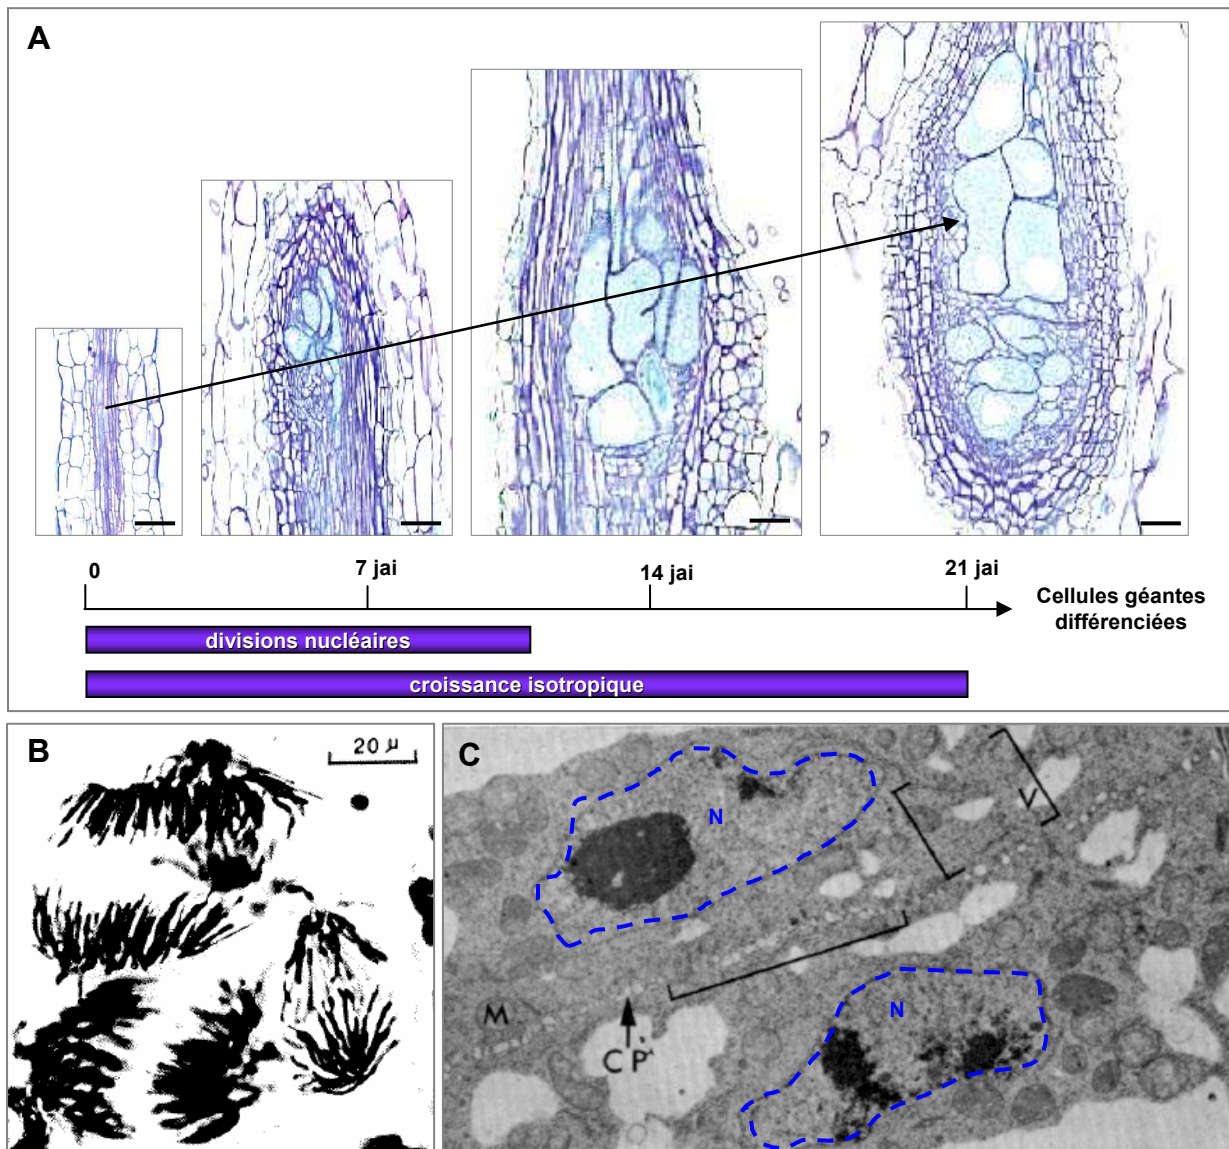 A
0
7 jai
14 jai
21 jai
Cellules géantes
différenciées
divisions nucléaires
croissance isotropique
B
20 µ
C
N
V
N
M
CP